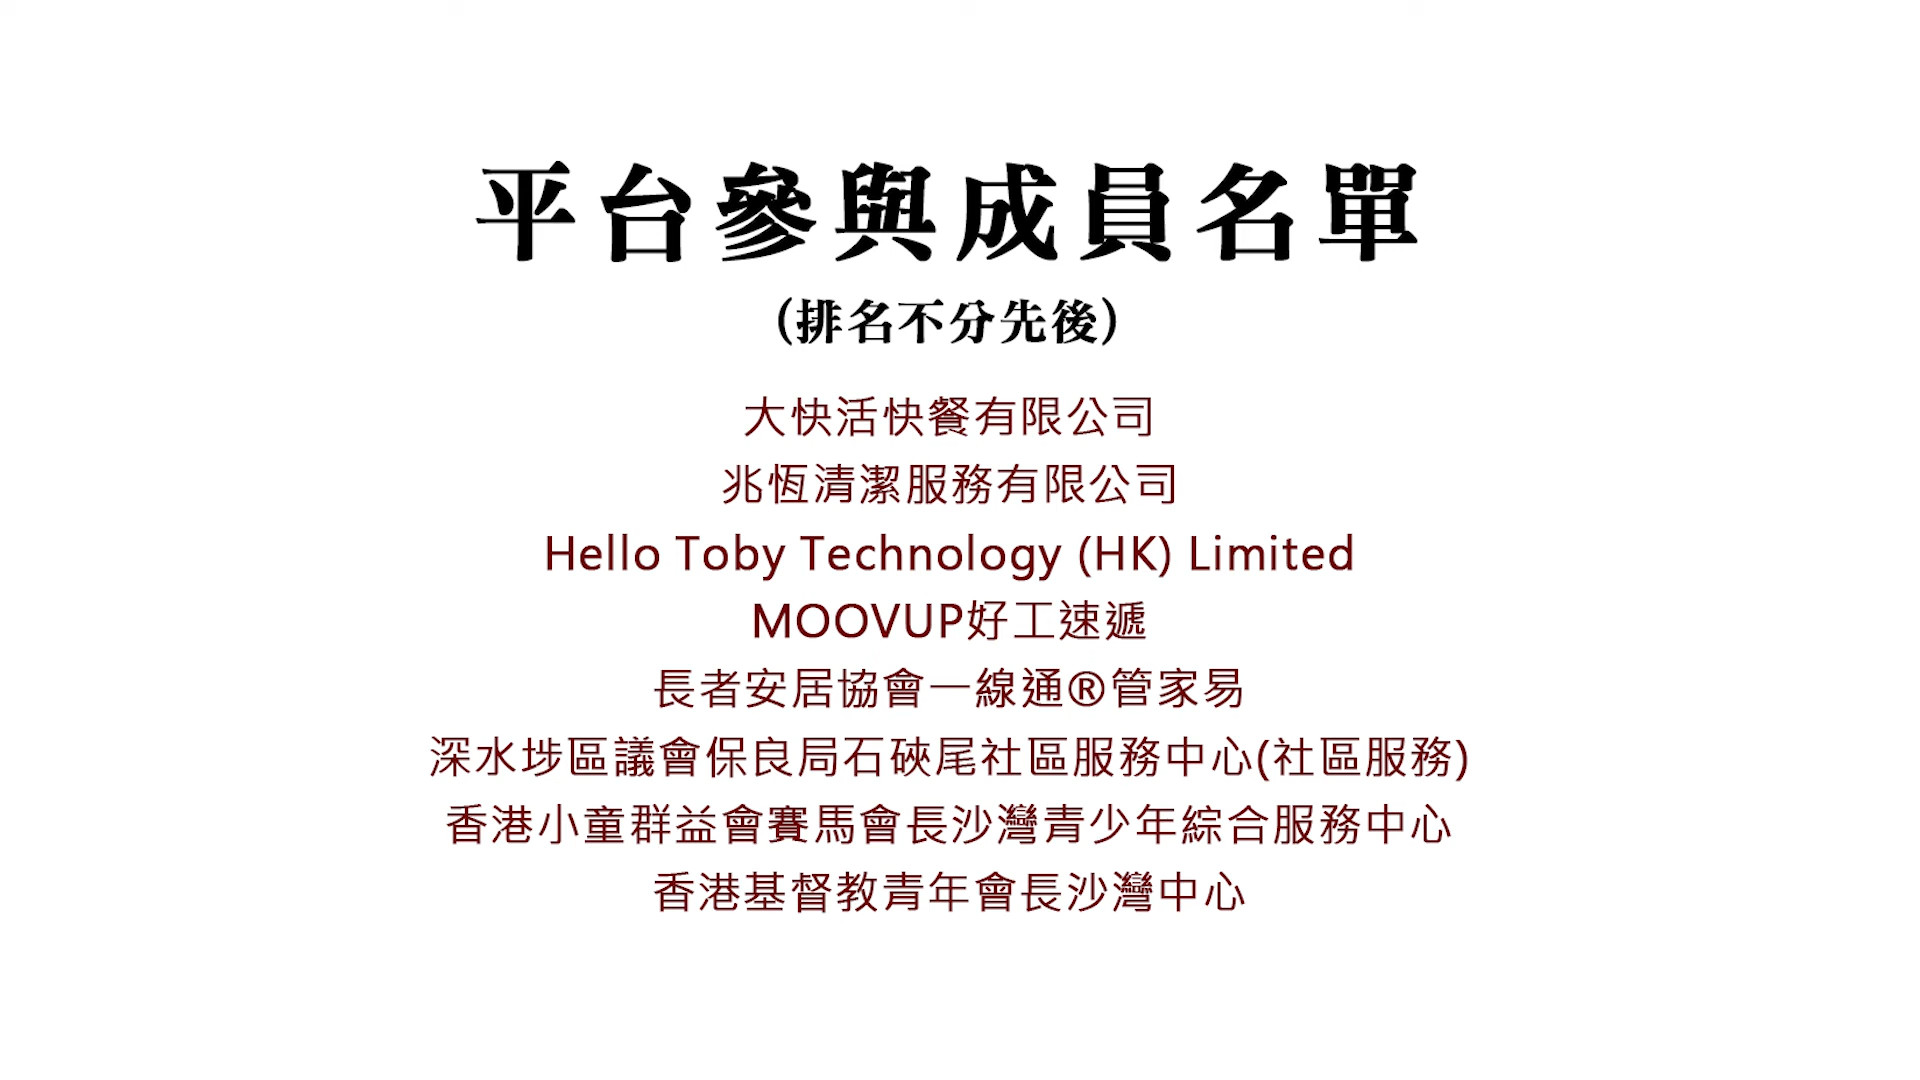 平台參與成員名單
(排名不分先後)
大快活快餐有限公司
兆恆清潔服務有限公司
Hello Toby Technology (HK) Limited
MOOVUP好工速遞
長者安居協會一線通®管家易
深水埗區議會保良局石硤尾社區服務中心(社區服務)
香港小童群益會賽馬會長沙灣青少年綜合服務中心
香港基督教青年會長沙灣中心